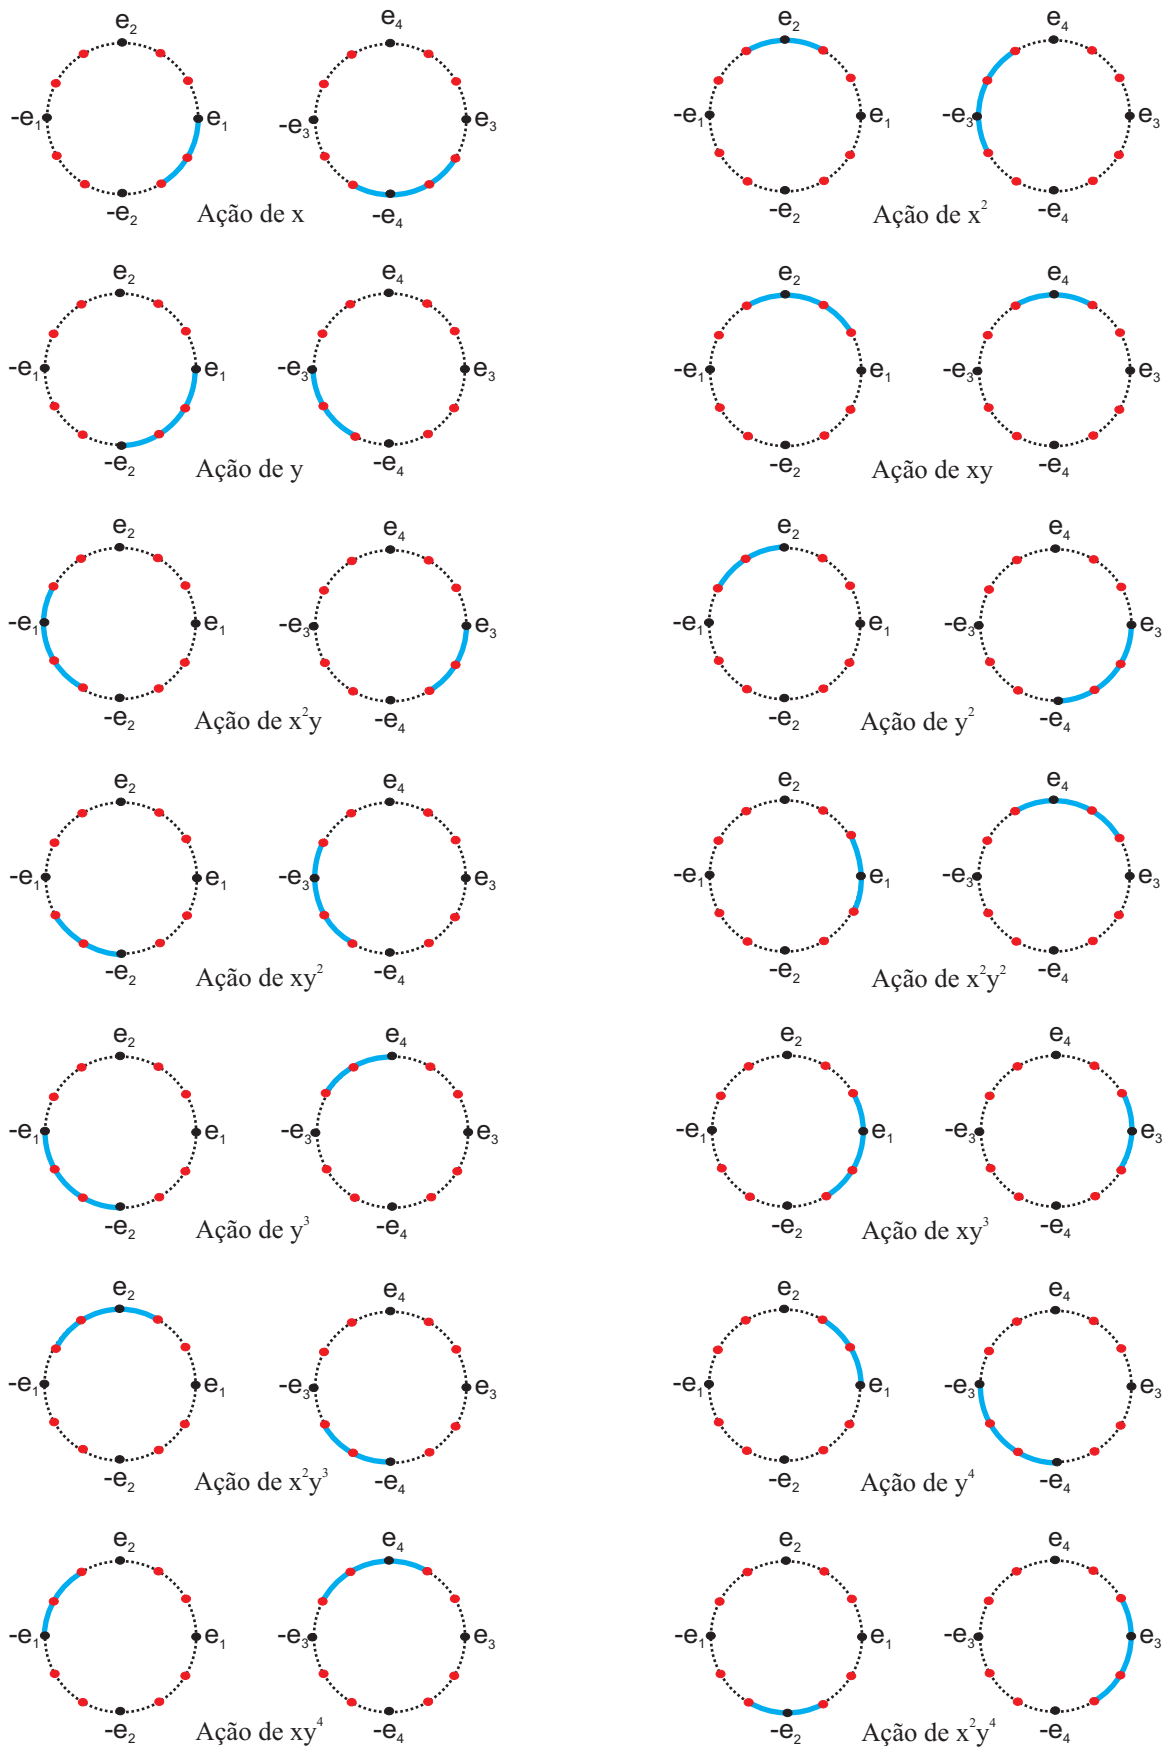 e₂ e₄ e₂ e₄
-e₁ e₁ -e₃ e₃ -e₁ e₁ -e₃ e₃
-e₂ Ação de x -e₄ -e₂ Ação de x² -e₄
e₂ e₄ e₂ e₄
-e₁ e₁ -e₃ e₃ -e₁ e₁ -e₃ e₃
-e₂ Ação de y -e₄ -e₂ Ação de xy -e₄
e₂ e₄ e₂ e₄
-e₁ e₁ -e₃ e₃ -e₁ e₁ -e₃ e₃
-e₂ Ação de x²y -e₄ -e₂ Ação de y² -e₄
e₂ e₄ e₂ e₄
-e₁ e₁ -e₃ e₃ -e₁ e₁ -e₃ e₃
-e₂ Ação de xy² -e₄ -e₂ Ação de x²y² -e₄
e₂ e₄ e₂ e₄
-e₁ e₁ -e₃ e₃ -e₁ e₁ -e₃ e₃
-e₂ Ação de y³ -e₄ -e₂ Ação de xy³ -e₄
e₂ e₄ e₂ e₄
-e₁ e₁ -e₃ e₃ -e₁ e₁ -e₃ e₃
-e₂ Ação de x²y³ -e₄ -e₂ Ação de y⁴ -e₄
e₂ e₄ e₂ e₄
-e₁ e₁ -e₃ e₃ -e₁ e₁ -e₃ e₃
-e₂ Ação de xy⁴ -e₄ -e₂ Ação de x²y⁴ -e₄